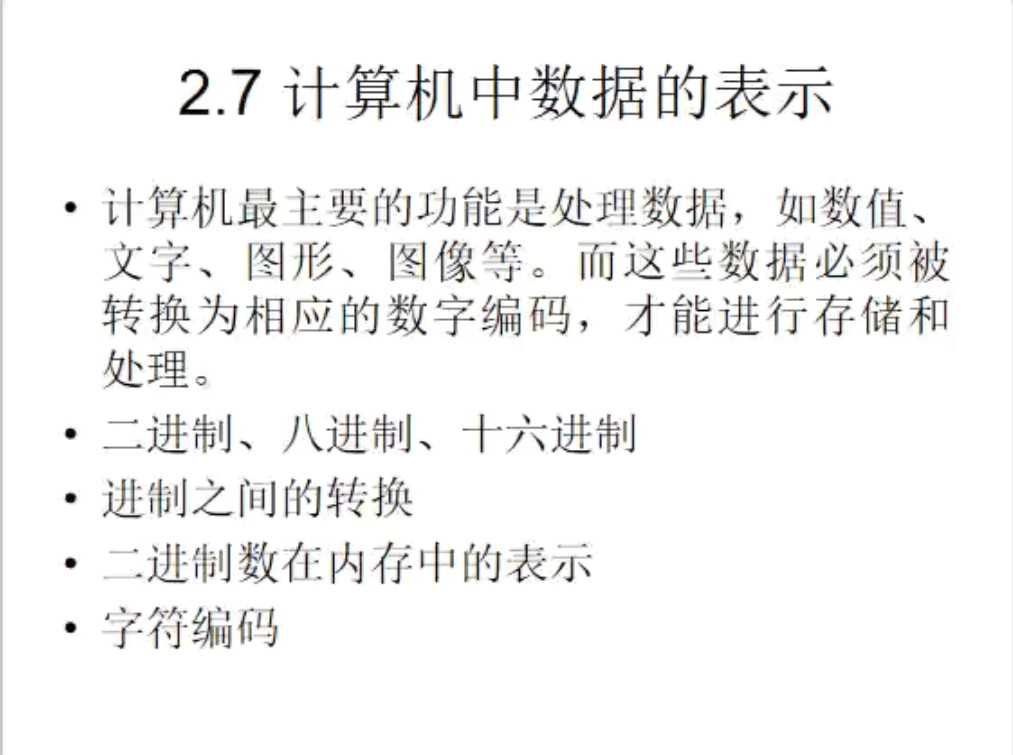 2.7 计算机中数据的表示
• 计算机最主要的功能是处理数据，如数值、
文字、图形、图像等。而这些数据必须被
转换为相应的数字编码，才能进行存储和
处理。
• 二进制、八进制、十六进制
• 进制之间的转换
• 二进制数在内存中的表示
• 字符编码